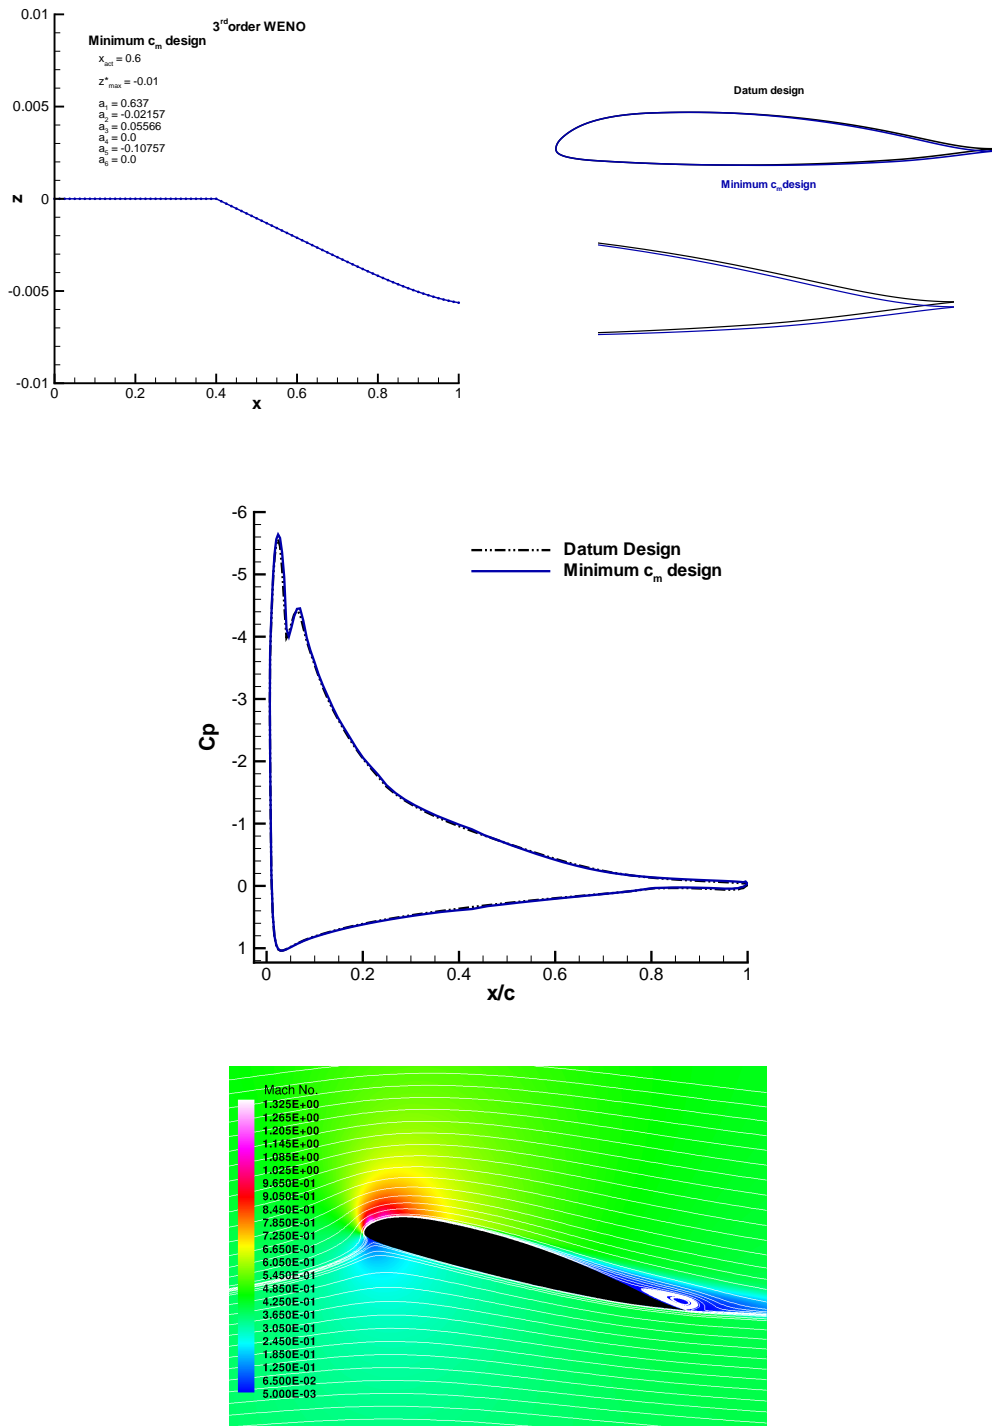 0.01
0.005
0
-0.005
-0.01
z
3rd order WENO
Minimum cm design
xact = 0.6
z*max = -0.01
a1 = 0.637
a2 = -0.02157
a3 = 0.05566
a4 = 0.0
a5 = -0.10757
a6 = 0.0
0 0.2 0.4 0.6 0.8 1
x
Datum design
Minimum cm design
-6
-5
-4
-3
-2
-1
0
1
Cp
Datum Design
Minimum cm design
0 0.2 0.4 0.6 0.8 1
x/c
Mach No.
1.325E+00
1.265E+00
1.205E+00
1.145E+00
1.085E+00
1.025E+00
9.650E-01
9.050E-01
8.450E-01
7.850E-01
7.250E-01
6.650E-01
6.050E-01
5.450E-01
4.850E-01
4.250E-01
3.650E-01
3.050E-01
2.450E-01
1.850E-01
1.250E-01
6.500E-02
5.000E-03